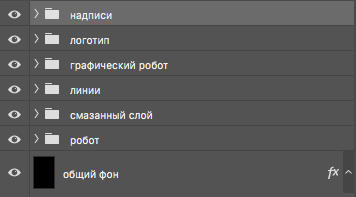 надписи
логотип
графический робот
линии
смазанный слой
робот
общий фон fx